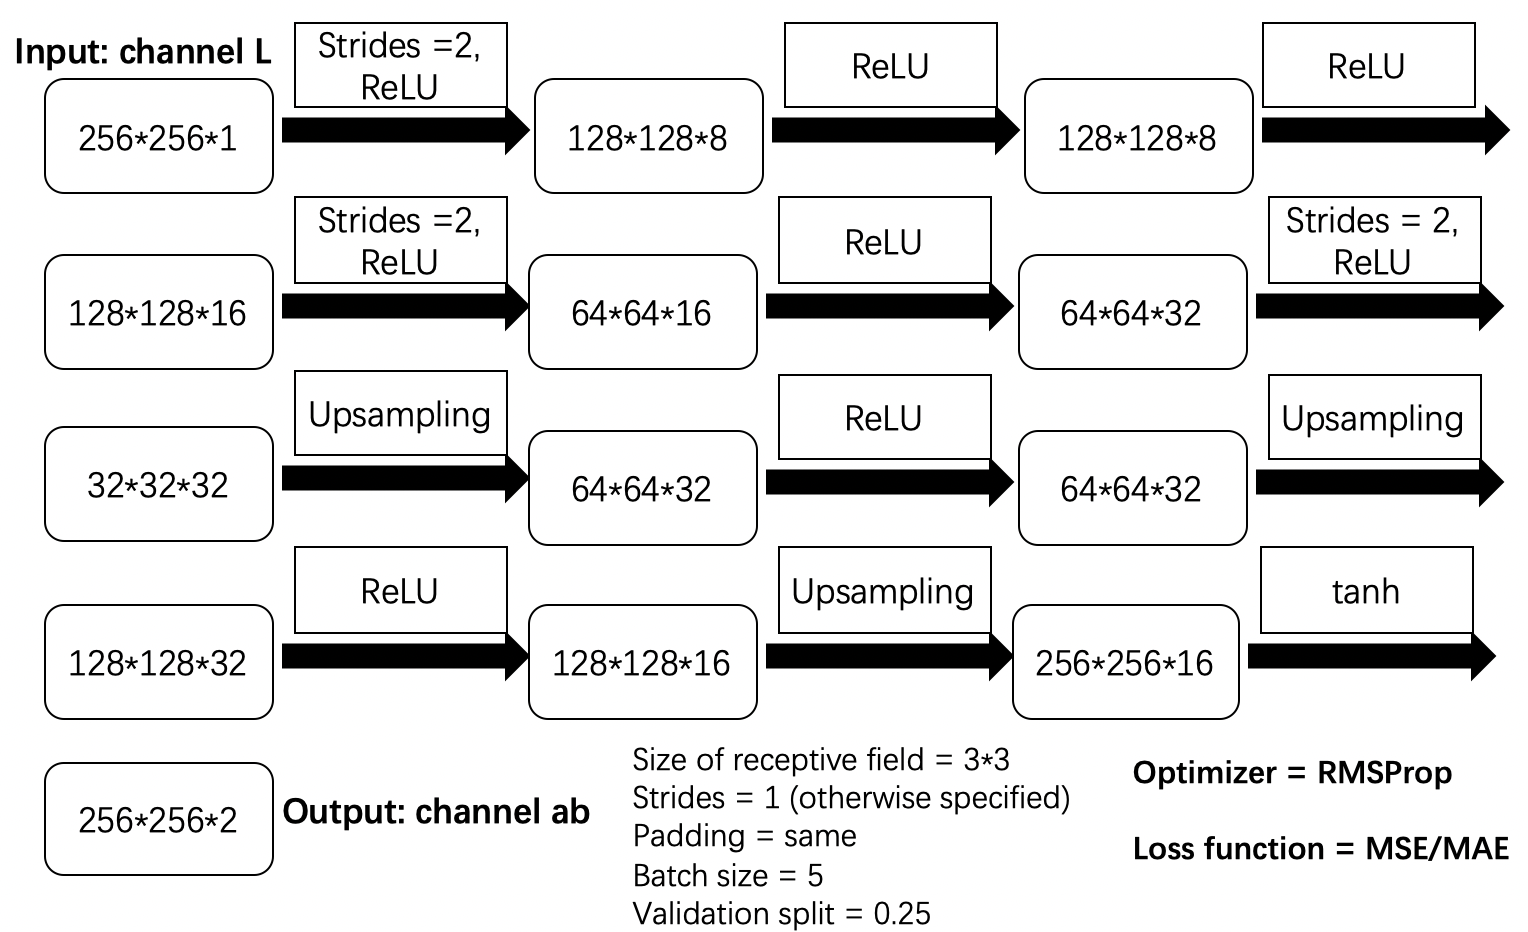 Input: channel L
Strides =2,
ReLU
ReLU
ReLU
256*256*1
128*128*8
128*128*8
Strides =2,
ReLU
ReLU
Strides = 2,
ReLU
128*128*16
64*64*16
64*64*32
Upsampling
ReLU
Upsampling
32*32*32
64*64*32
64*64*32
ReLU
Upsampling
tanh
128*128*32
128*128*16
256*256*16
256*256*2
Output: channel ab
Size of receptive field = 3*3
Strides = 1 (otherwise specified)
Padding = same
Batch size = 5
Validation split = 0.25
Optimizer = RMSProp
Loss function = MSE/MAE